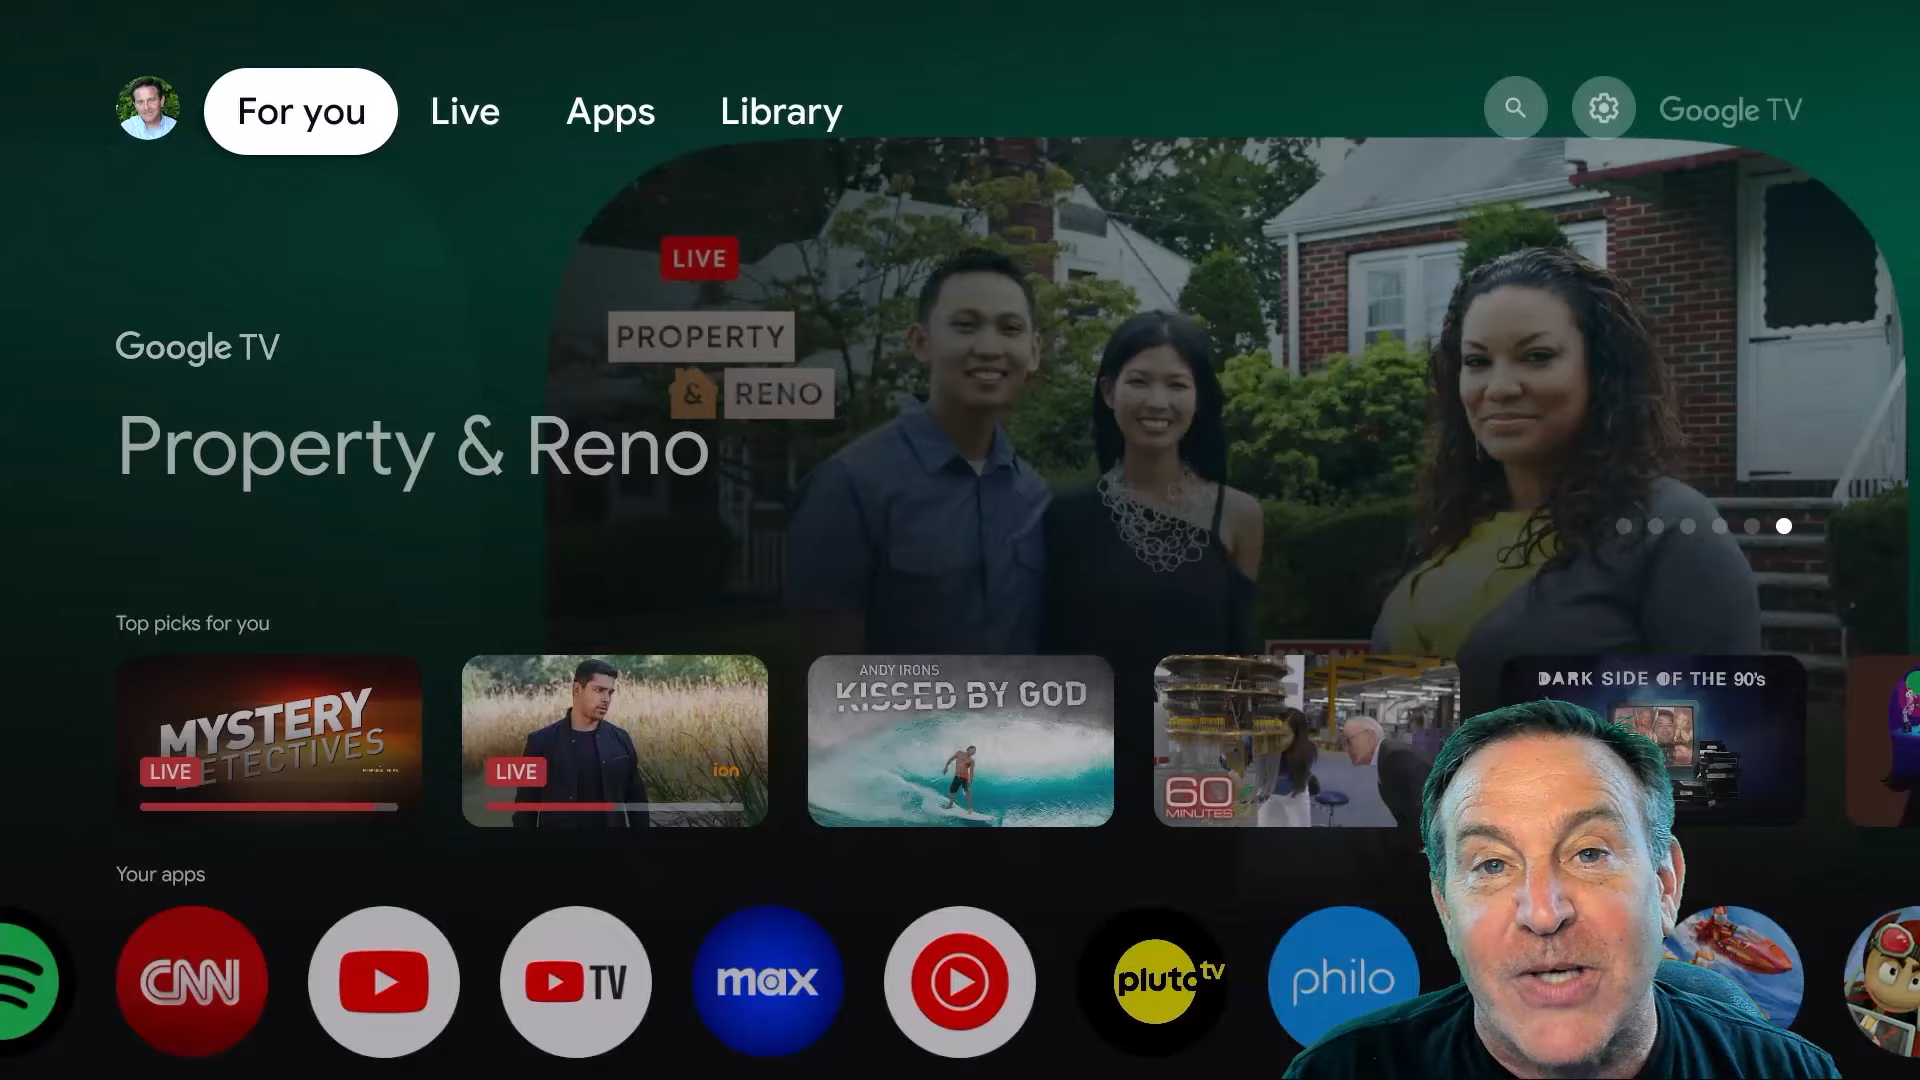 For you
Live
Apps
Library
Google TV
LIVE
PROPERTY
& RENO
Google TV
Property & Reno
Top picks for you
MYSTERY
DETECTIVES
LIVE
LIVE
ion
ANDY IRONS
KISSED BY GOD
60
MINUTES
DARK SIDE OF THE 90's
Your apps
CNN
TV
max
pluto tv
philo